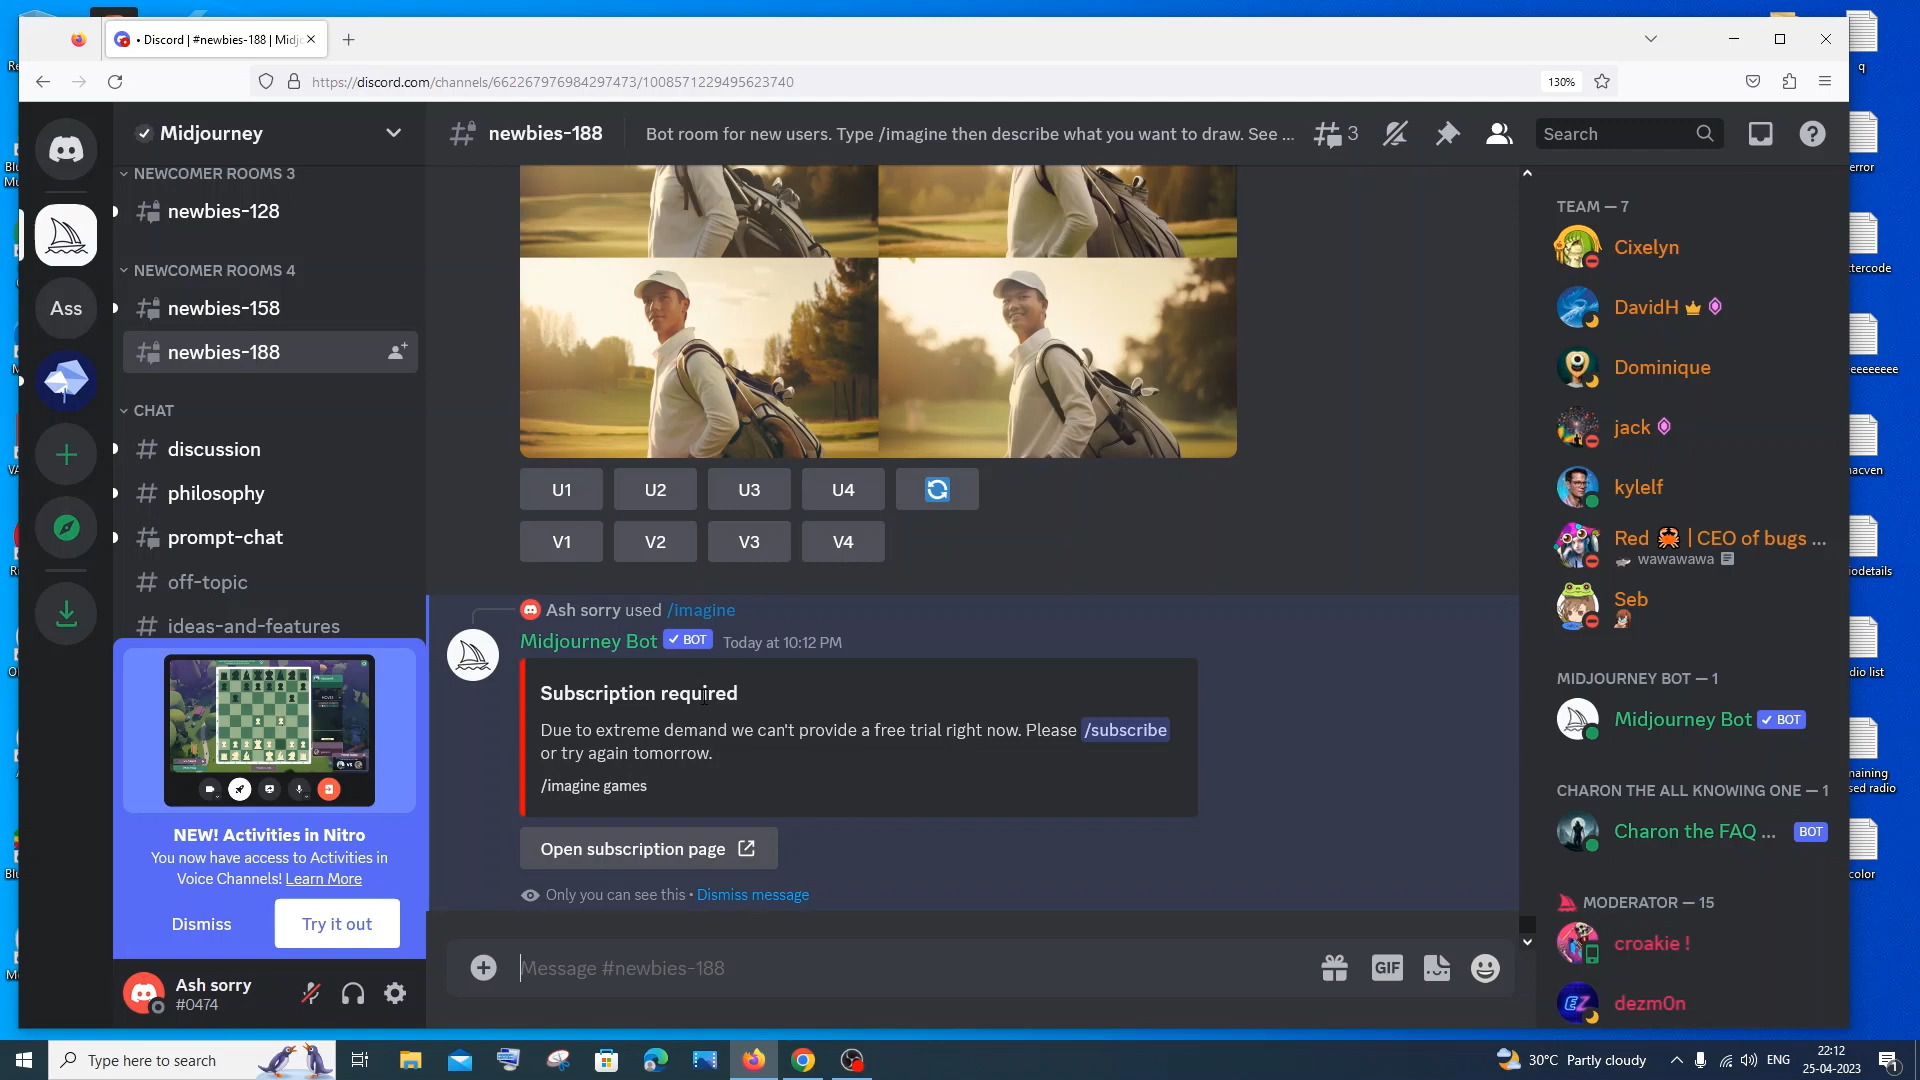 • Discord | #newbies-188 | Midj
https://discord.com/channels/662267976984297473/1008571229495623740
130%
Midjourney
NEWCOMER ROOMS 3
newbies-128
NEWCOMER ROOMS 4
newbies-158
newbies-188
Ass
CHAT
discussion
philosophy
prompt-chat
off-topic
ideas-and-features
NEW! Activities in Nitro
You now have access to Activities in
Voice Channels! Learn More
Dismiss
Try it out
Ash sorry
#0474
newbies-188
Bot room for new users. Type /imagine then describe what you want to draw. See ...
3
Search
U1
U2
U3
U4
V1
V2
V3
V4
Ash sorry used /imagine
Midjourney Bot ✓ BOT Today at 10:12 PM
Subscription required
Due to extreme demand we can't provide a free trial right now. Please /subscribe
or try again tomorrow.
/imagine games
Open subscription page
Only you can see this • Dismiss message
Message #newbies-188
GIF
TEAM — 7
Cixelyn
DavidH
Dominique
jack
kylelf
Red 🦀 | CEO of bugs ...
wawawawa
Seb
MIDJOURNEY BOT — 1
Midjourney Bot ✓ BOT
CHARON THE ALL KNOWING ONE — 1
Charon the FAQ ... BOT
MODERATOR — 15
croakie !
EZ
dezm0n
q
error
ttercode
eeeeeeee
nacven
iodetails
dio list
naining
sed radio
color
Type here to search
30°C Partly cloudy
ENG
22:12
25-04-2023
1